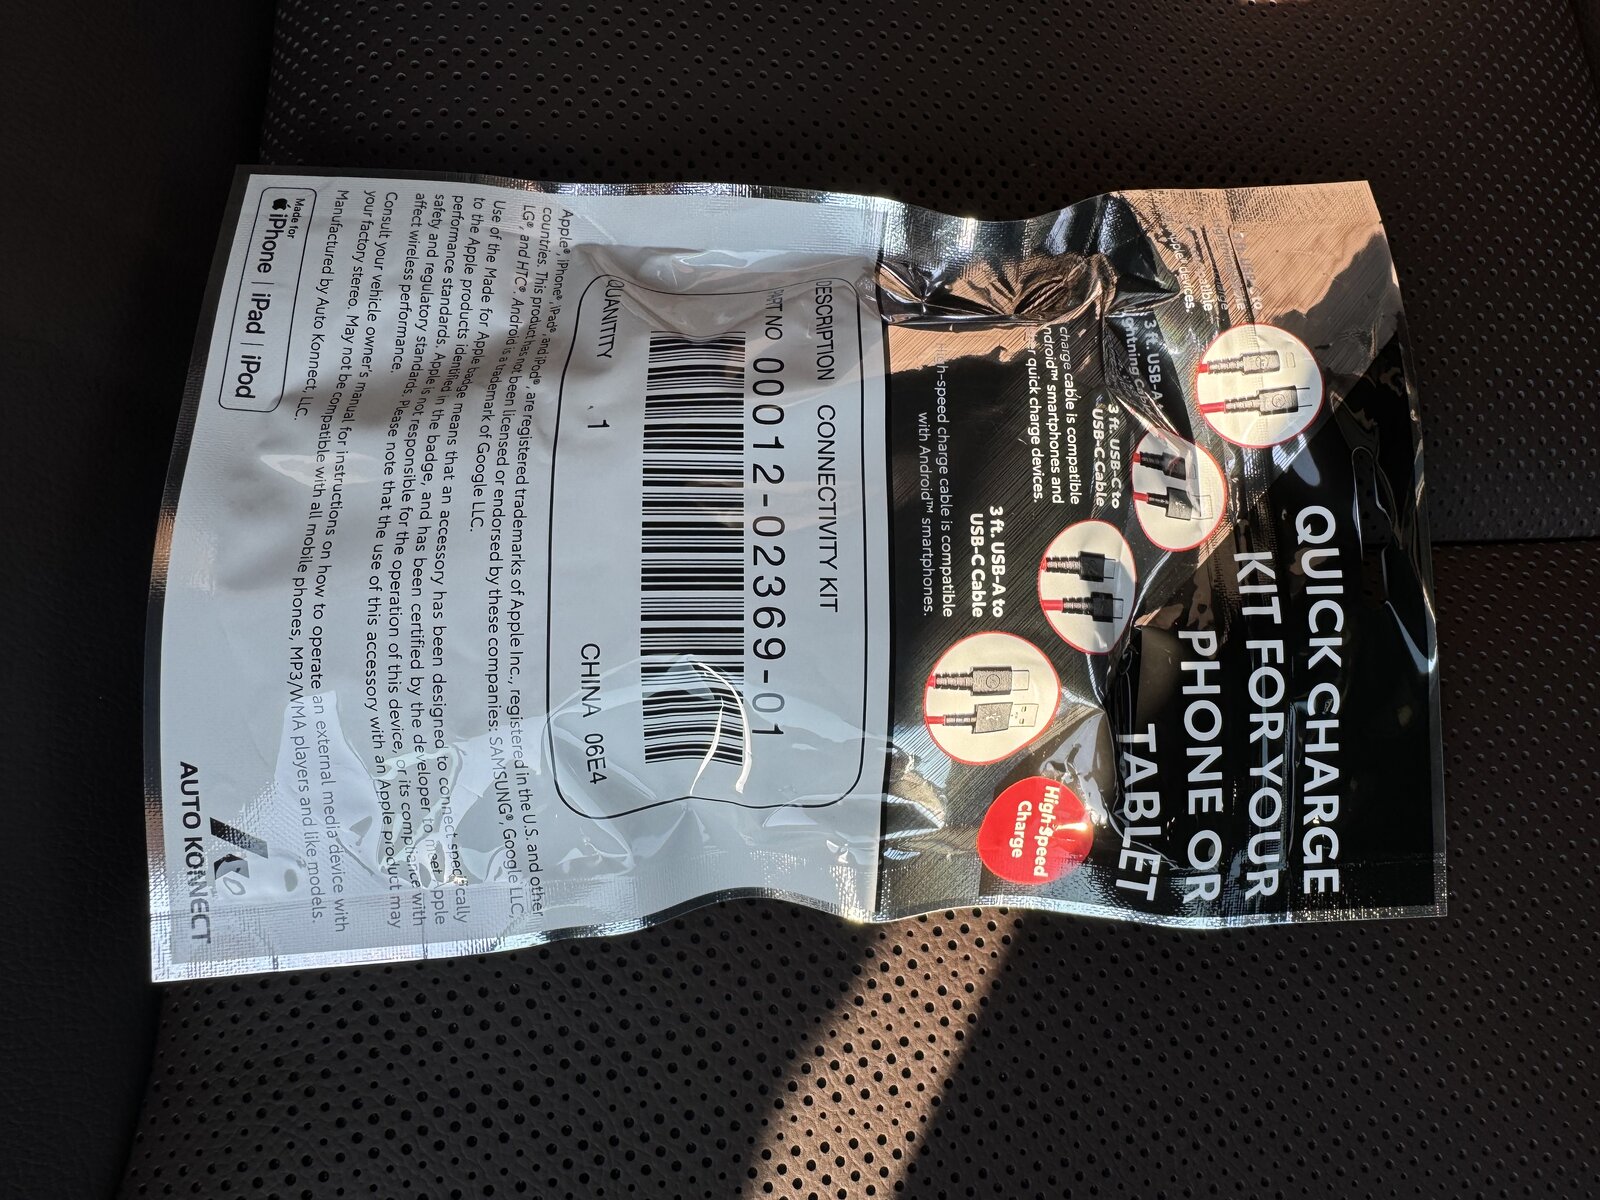 QUICK CHARGE
KIT FOR YOUR
PHONE OR
TABLET
3 ft. USB-A
3 ft. USB-C to
USB-C Cable
charge cable is compatible
smartphones and
quick charge devices.
3 ft. USB-A to
USB-C Cable
charge cable is compatible
with Android™ smartphones.
High Speed
Charge
DESCRIPTION CONNECTIVITY KIT
PART NO 00012-02369-01
QUANTITY 1
CHINA 06E4
Apple®, iPhone®, iPad®, and iPod®, are registered trademarks of Apple Inc., registered in the U.S. and other
countries. This product has not been licensed or endorsed by these companies: SAMSUNG®, Google LLC,
LG®, and HTC® Android is a trademark of Google LLC.
Use of the Made for Apple badge means that an accessory has been designed to connect specifically
to the Apple products identified in the badge, and has been certified by the developer to meet Apple
performance standards. Apple is not responsible for the operation of this device, or its compliance with
safety and regulatory standards. Please note that the use of this accessory with an Apple product may
affect wireless performance.
Consult your vehicle owner's manual for instructions on how to operate an external media device with
your factory stereo. May not be compatible with all mobile phones, MP3/WMA players and like models.
Manufactured by Auto Konnect, LLC.
Made for
iPhone | iPad | iPod
AUTO KONNECT